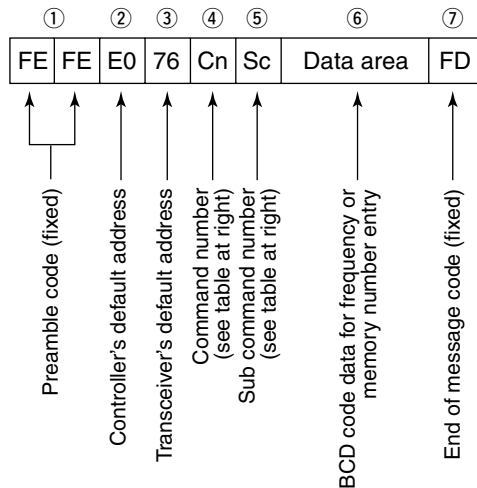 ① ② ③ ④ ⑤ ⑥ ⑦
FE FE E0 76 Cn Sc Data area FD
Preamble code (fixed)
Controller's default address
Transceiver's default address
Command number
(see table at right)
Sub command number
(see table at right)
BCD code data for frequency or
memory number entry
End of message code (fixed)